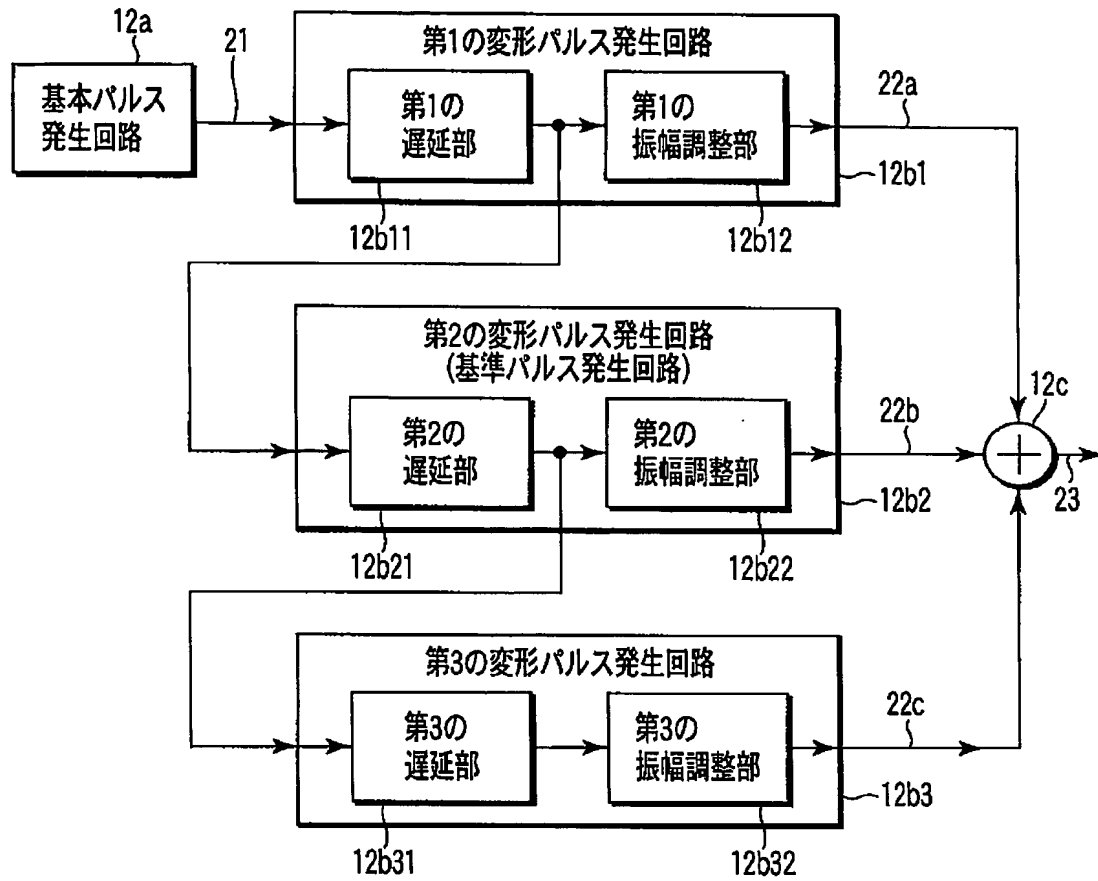 12a
基本パルス
発生回路
21
第1の変形パルス発生回路
第1の
遅延部
第1の
振幅調整部
12b11
12b12
22a
12b1
第2の変形パルス発生回路
(基準パルス発生回路)
第2の
遅延部
第2の
振幅調整部
12b21
12b22
22b
12b2
12c
23
第3の変形パルス発生回路
第3の
遅延部
第3の
振幅調整部
12b31
12b32
22c
12b3